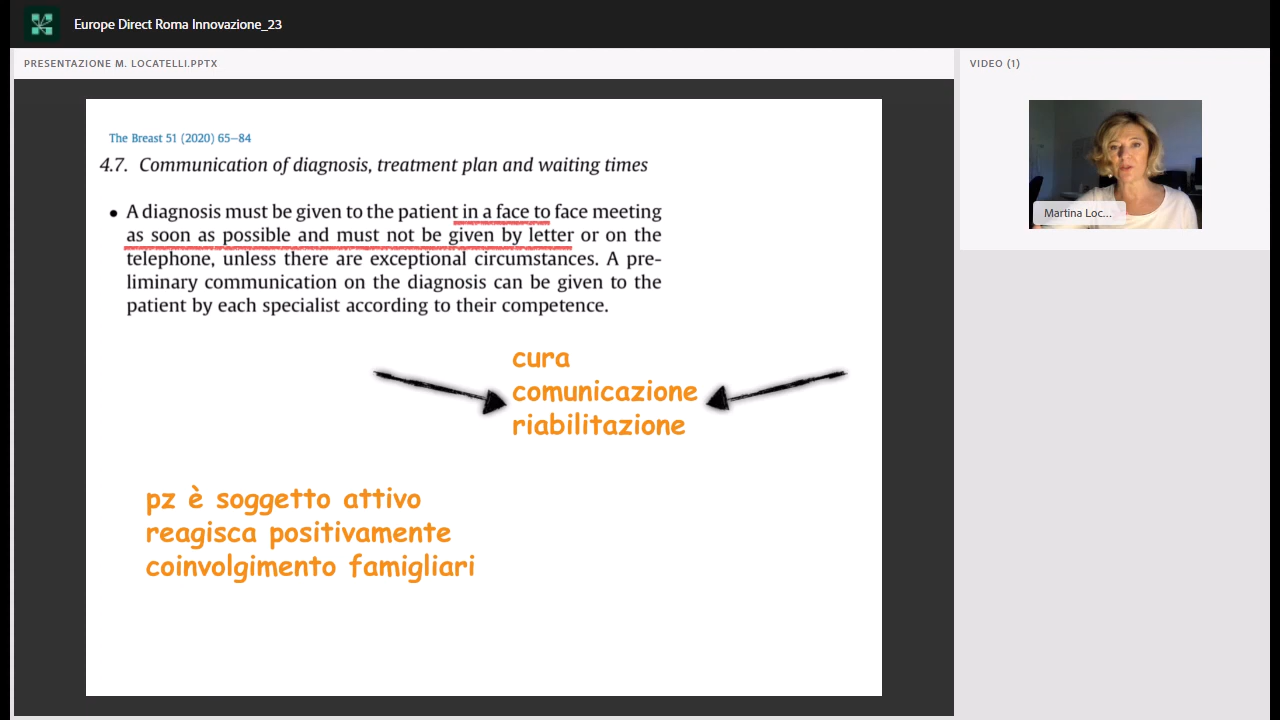 Europe Direct Roma Innovazione_23
PRESENTAZIONE M. LOCATELLI.PPTX
VIDEO (1)
The Breast 51 (2020) 65–84
4.7. Communication of diagnosis, treatment plan and waiting times
• A diagnosis must be given to the patient in a face to face meeting
as soon as possible and must not be given by letter or on the
telephone, unless there are exceptional circumstances. A pre-
liminary communication on the diagnosis can be given to the
patient by each specialist according to their competence.
Martina Loc...
cura
comunicazione
riabilitazione
pz è soggetto attivo
reagisca positivamente
coinvolgimento famigliari